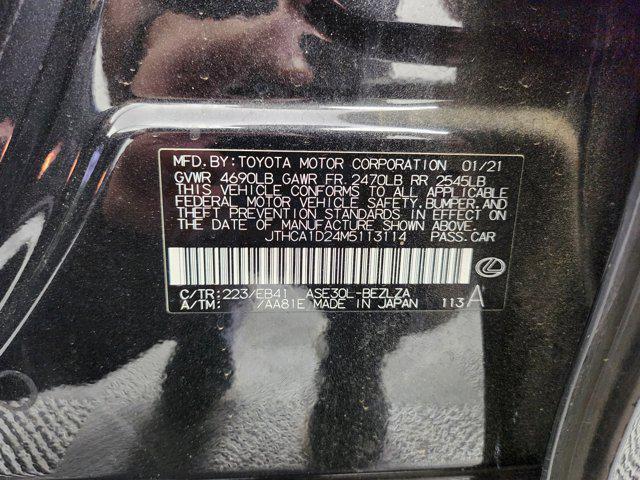 MFD. BY: TOYOTA MOTOR CORPORATION 01/21
GVWR 4690LB GAWR FR. 2470LB RR 2545LB
THIS VEHICLE CONFORMS TO ALL APPLICABLE
FEDERAL MOTOR VEHICLE SAFETY, BUMPER, AND
THEFT PREVENTION STANDARDS IN EFFECT ON
THE DATE OF MANUFACTURE SHOWN ABOVE.
JTHCA1D24M5113114 PASS. CAR
C/TR: 223/EB41 ASE30L-BEZLZA
A/TM: /AA81E MADE IN JAPAN 113A